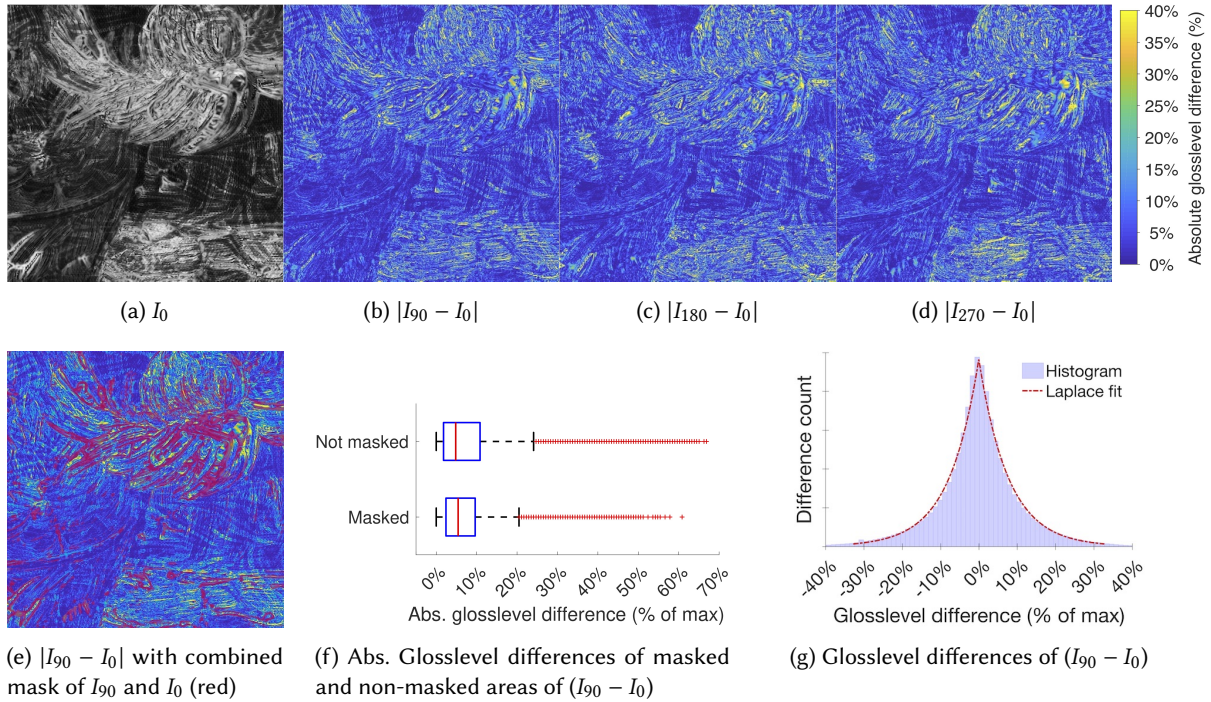 40%
35%
30%
25%
20%
15%
10%
5%
0%
Absolute glosslevel difference (%)
(a) I₀
(b) |I₉₀ − I₀|
(c) |I₁₈₀ − I₀|
(d) |I₂₇₀ − I₀|
(e) |I₉₀ − I₀| with combined
mask of I₉₀ and I₀ (red)
Not masked
Masked
0% 10% 20% 30% 40% 50% 60% 70%
Abs. glosslevel difference (% of max)
(f) Abs. Glosslevel differences of masked
and non-masked areas of (I₉₀ − I₀)
Difference count
Histogram
Laplace fit
-40% -30% -20% -10% 0% 10% 20% 30% 40%
Glosslevel difference (% of max)
(g) Glosslevel differences of (I₉₀ − I₀)